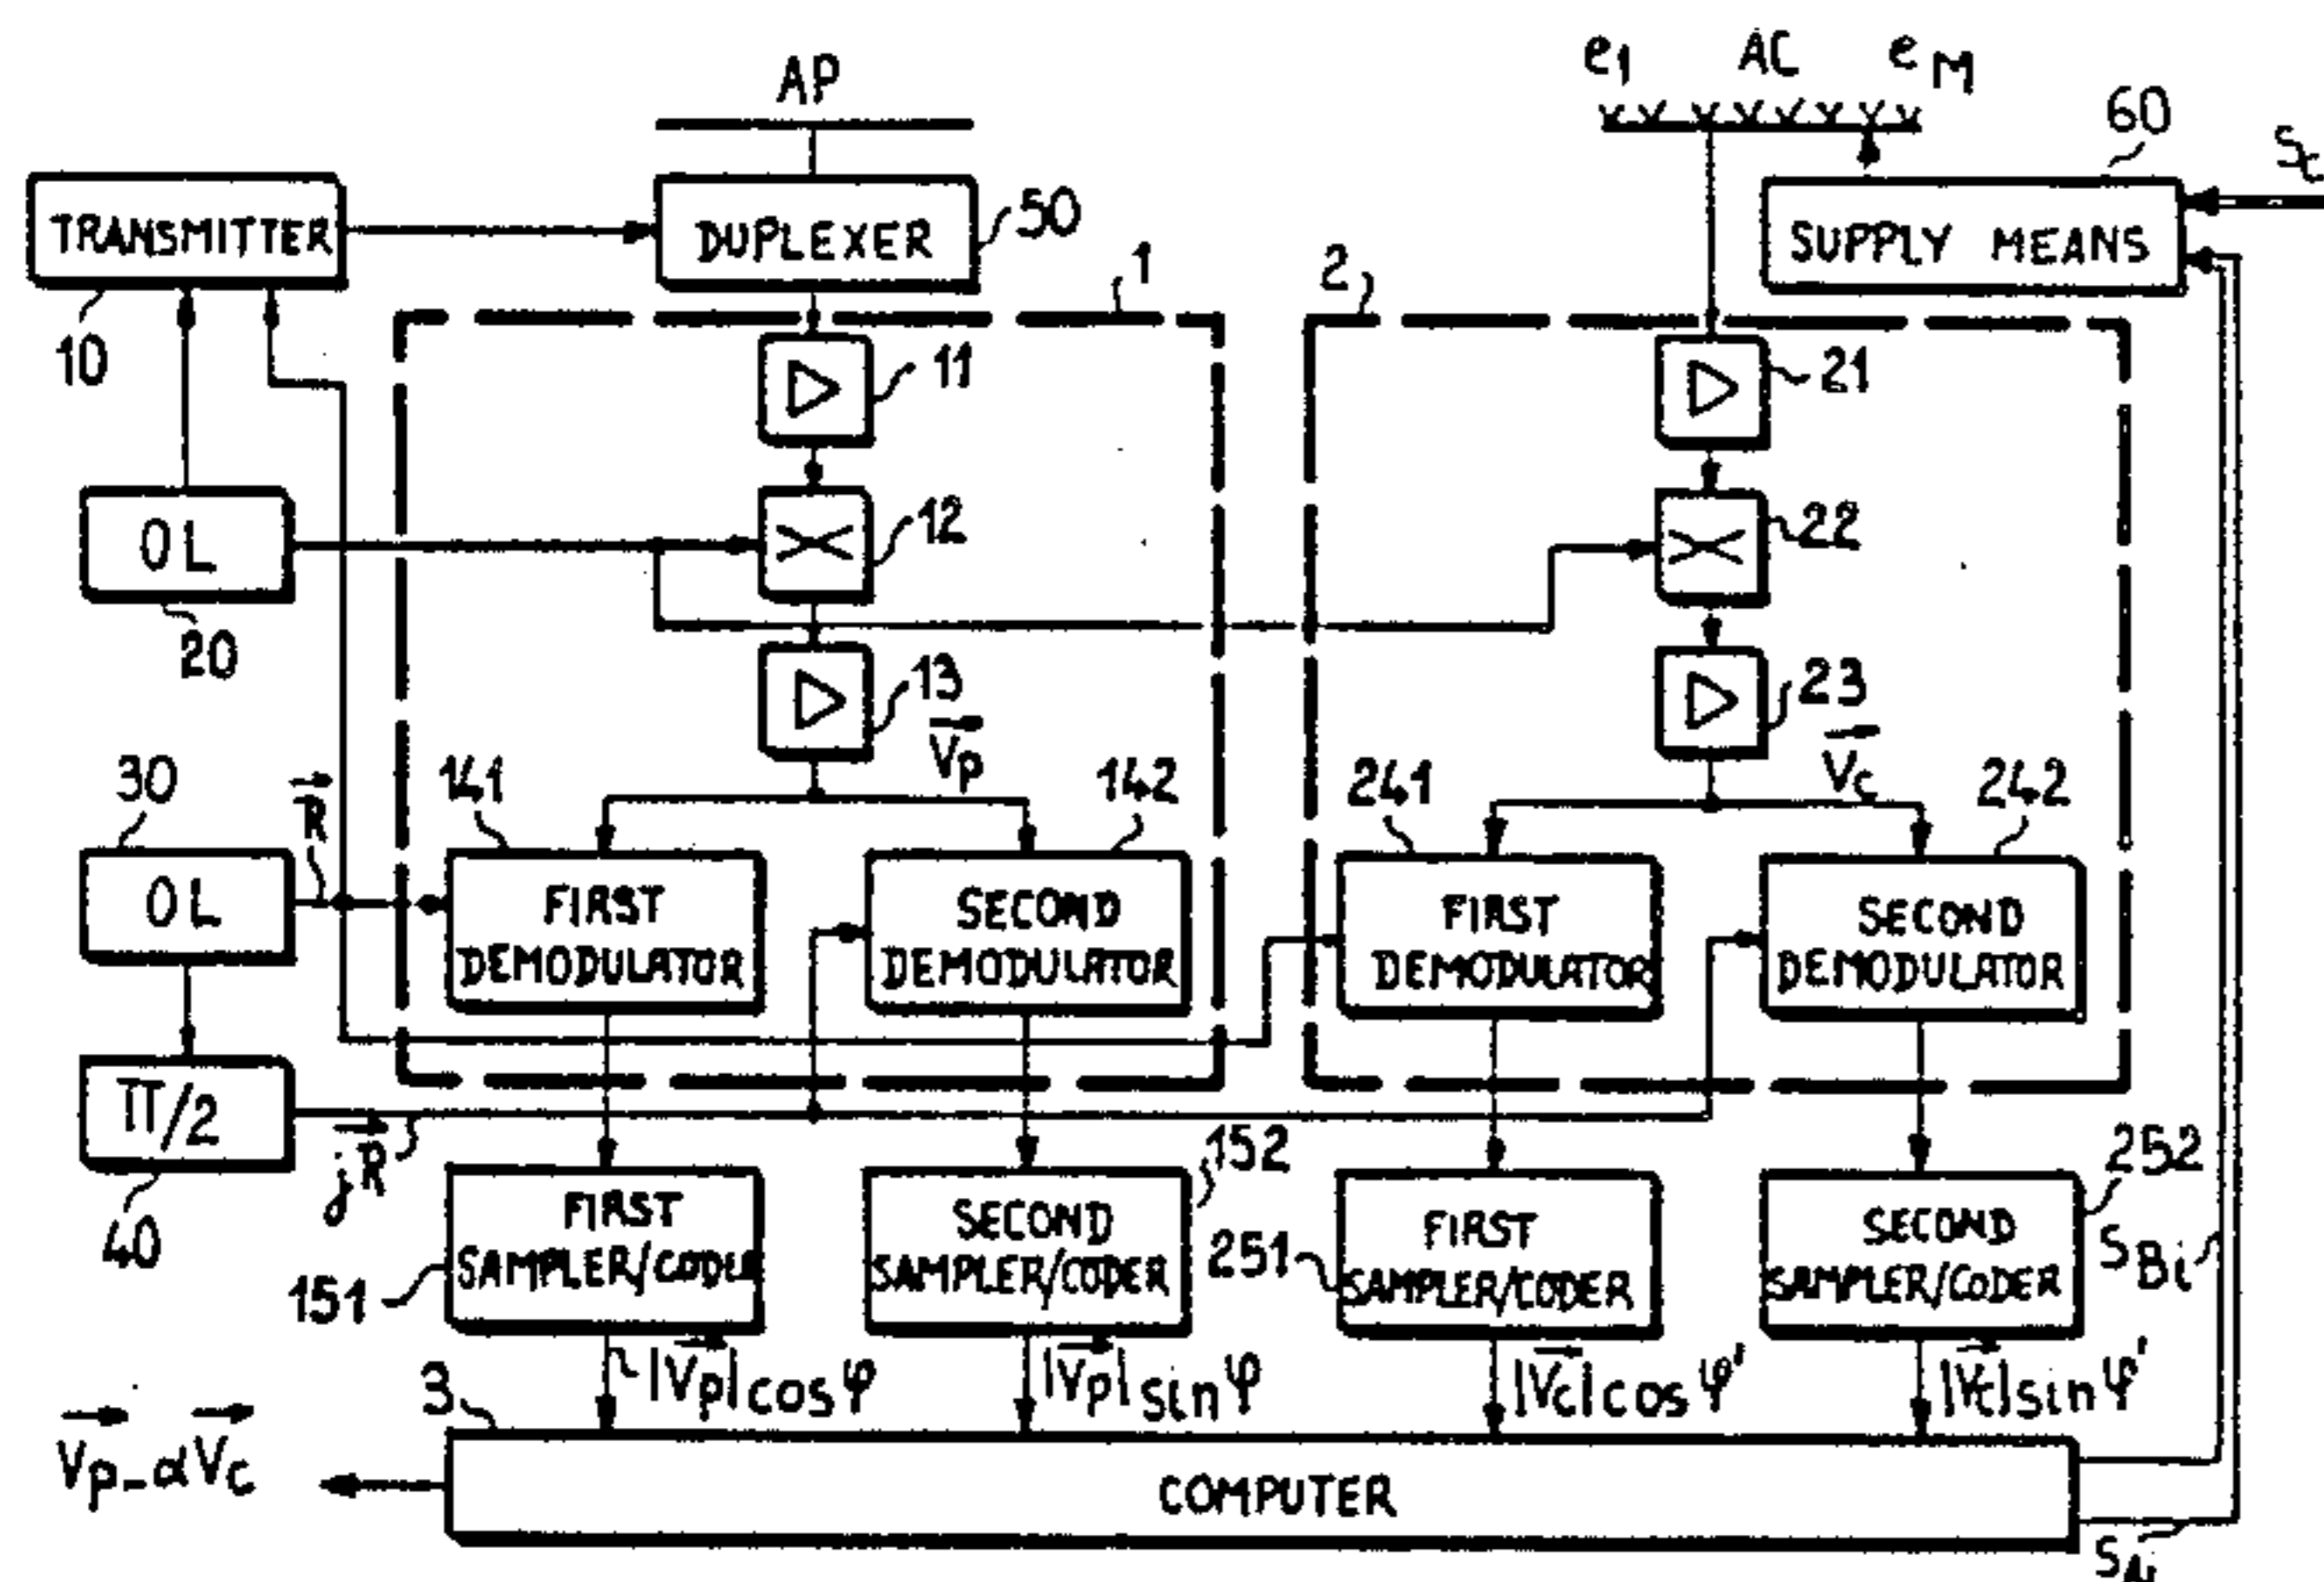 AP
e1 AC eM
60
TRANSMITTER
DUPLEXER
50
SUPPLY MEANS
10
1
2
11
21
OL
12
22
20
13
Vp
23
Vc
30
R
141
142
241
242
OL
FIRST
DEMODULATOR
SECOND
DEMODULATOR
FIRST
DEMODULATOR
SECOND
DEMODULATOR
π/2
jR
40
152
252
FIRST
SAMPLER/CODER
SECOND
SAMPLER/CODER
FIRST
SAMPLER/CODER
SECOND
SAMPLER/CODER
151
251
SBi
3
|Vp|cosφ
|Vp|sinφ
|Vc|cosφ'
|Vc|sinφ'
Vp-αVc
COMPUTER